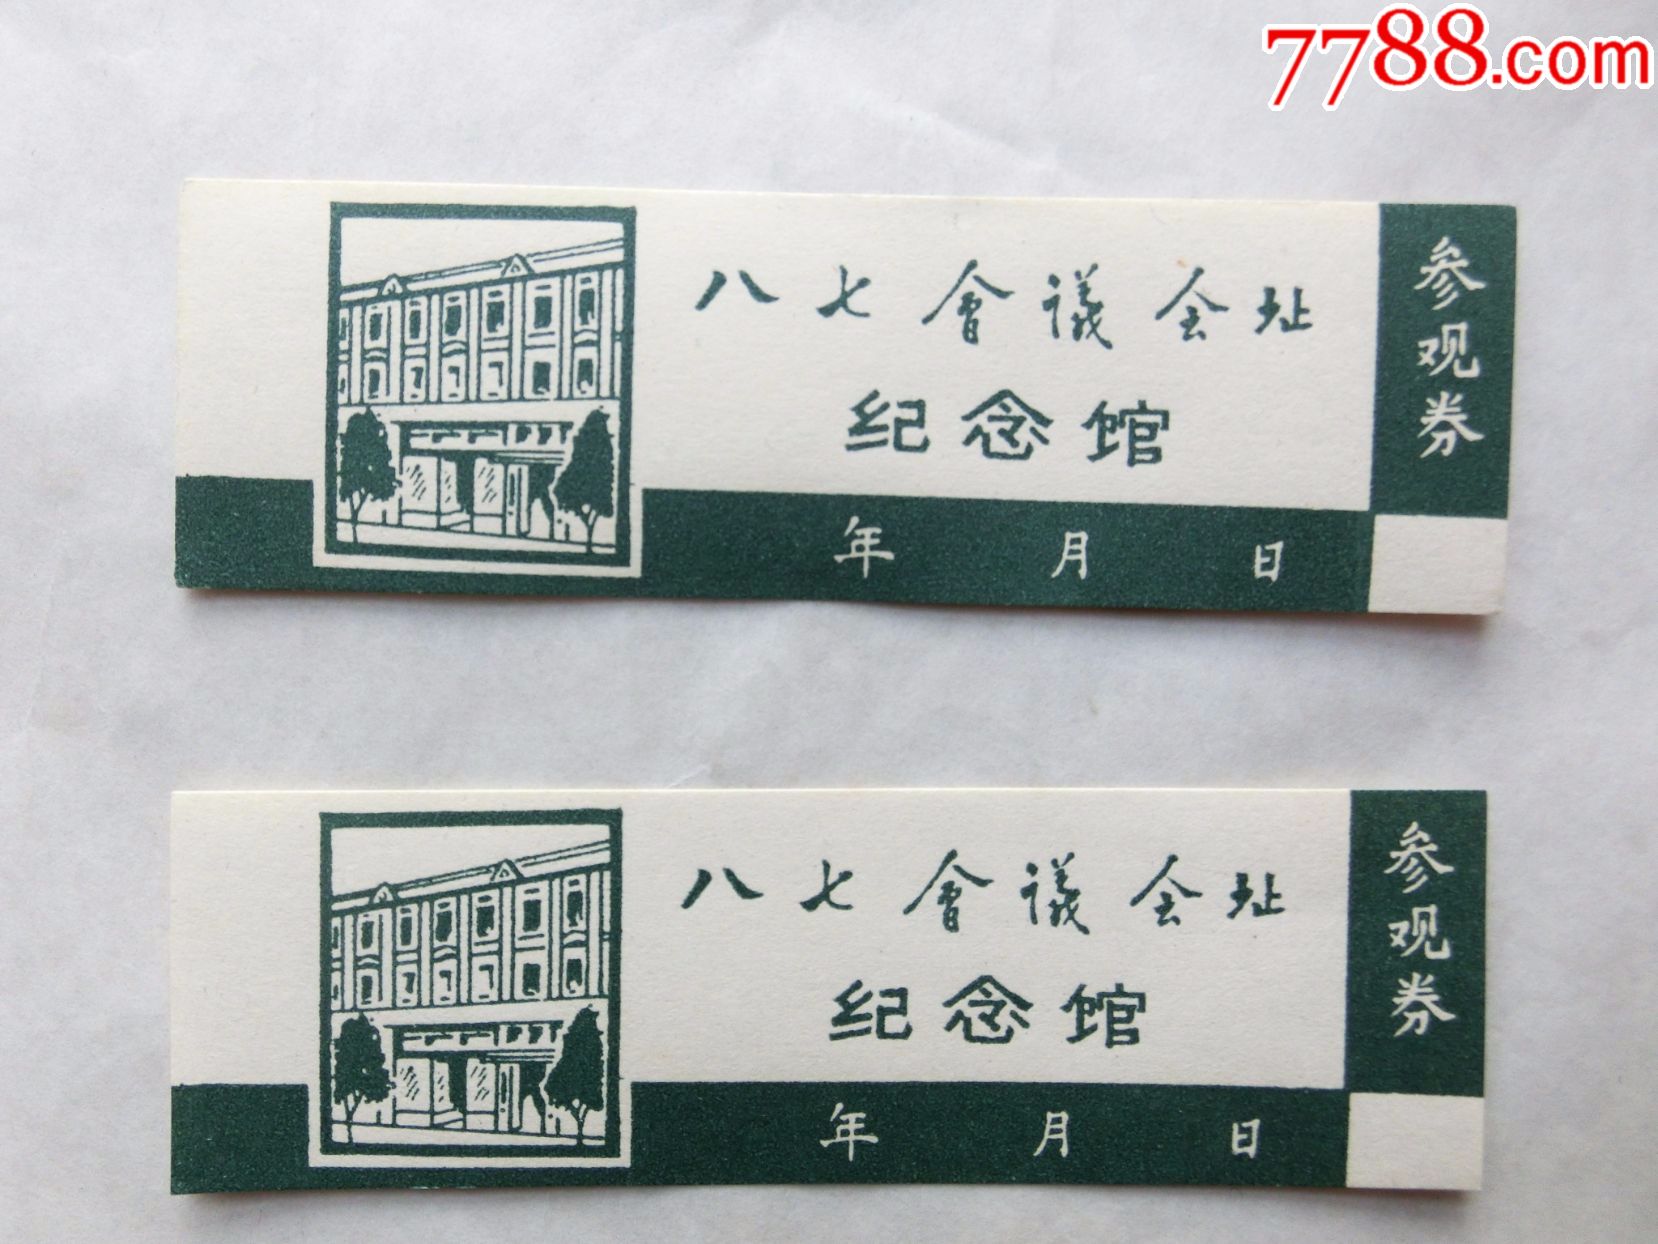 7788.com
八七會議会址
纪念馆
年 月 日
参观券
八七會議会址
纪念馆
年 月 日
参观券